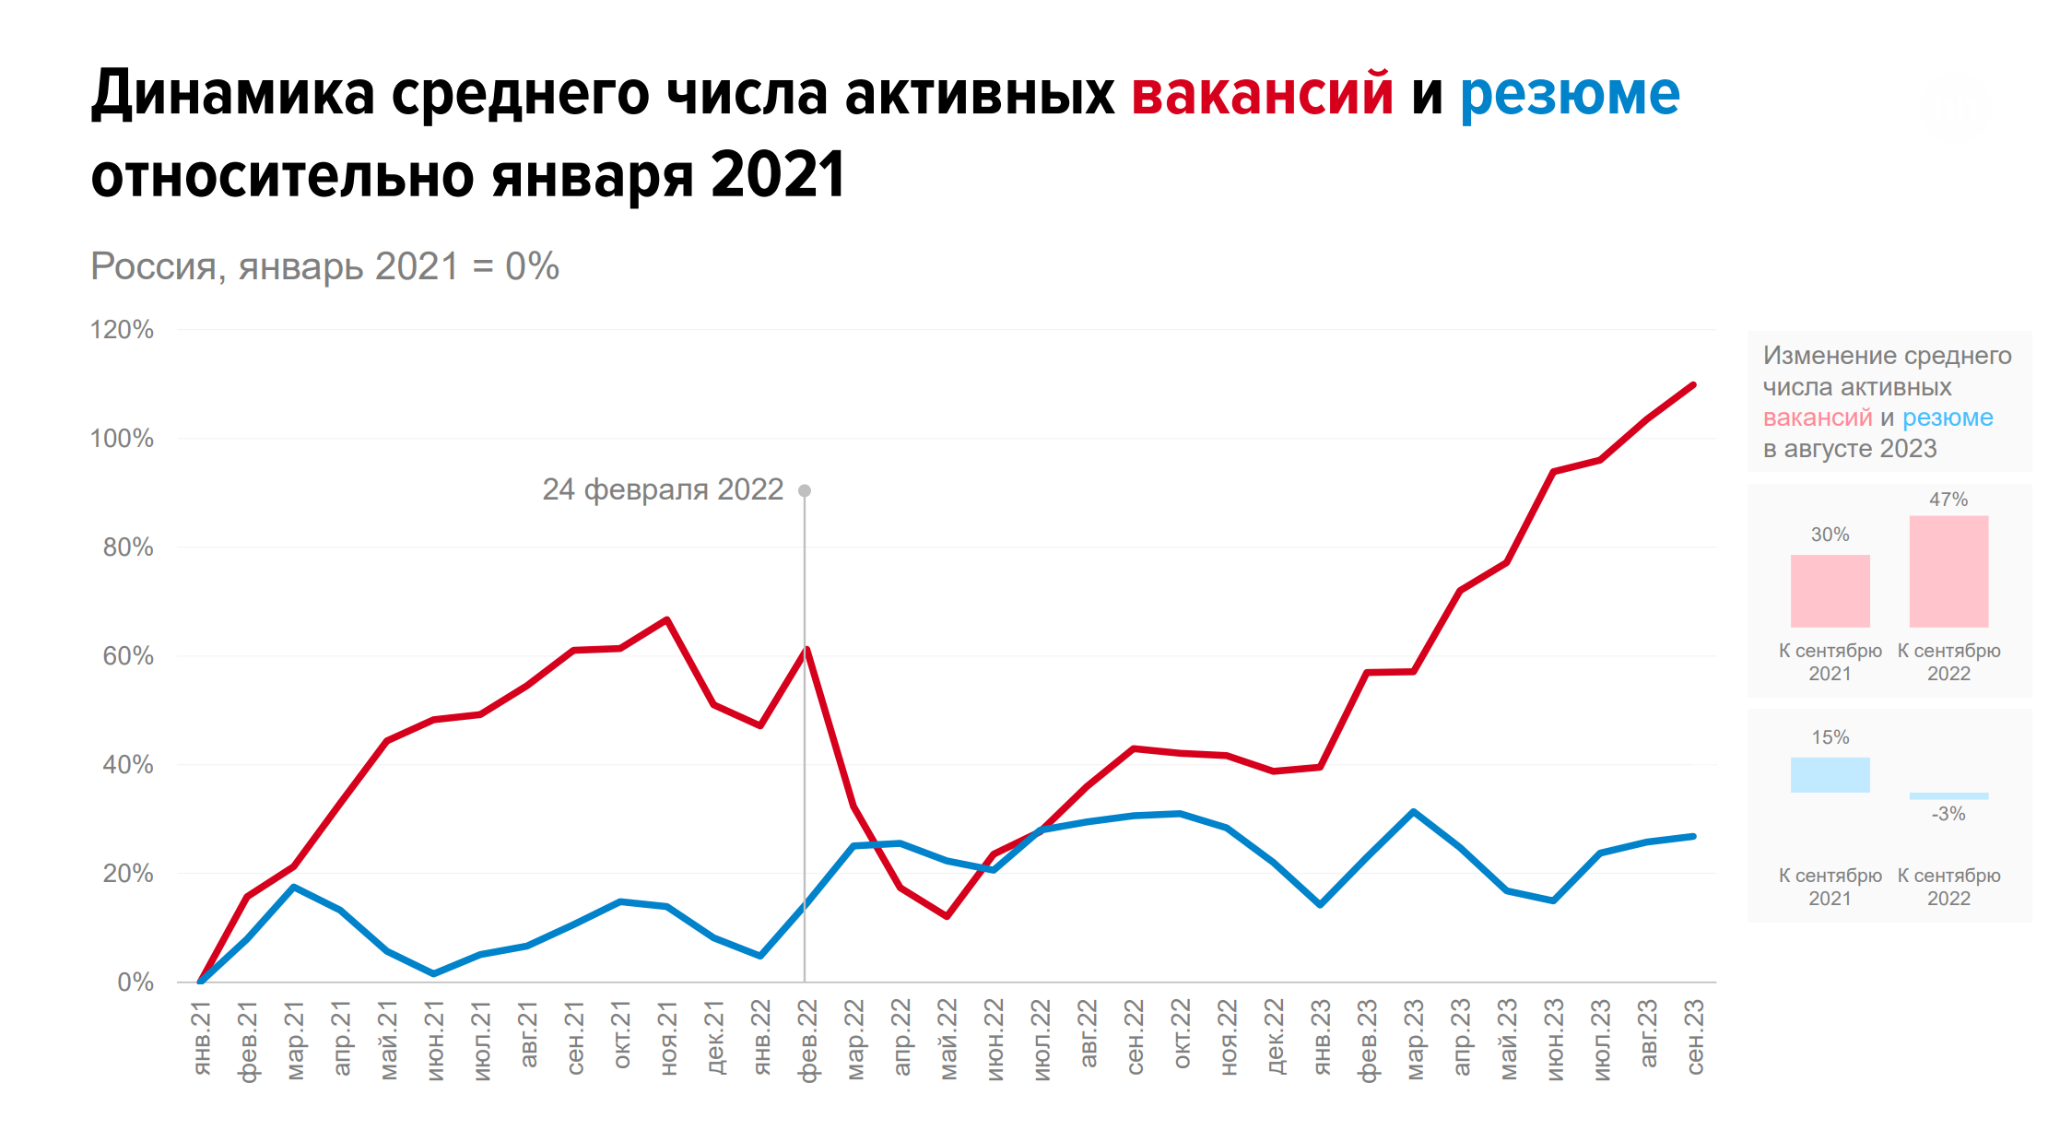 Динамика среднего числа активных вакансий и резюме
относительно января 2021
Россия, январь 2021 = 0%
120%
100%
80%
60%
40%
20%
0%
24 февраля 2022
янв.21
фев.21
мар.21
апр.21
май.21
июн.21
июл.21
авг.21
сен.21
окт.21
ноя.21
дек.21
янв.22
фев.22
мар.22
апр.22
май.22
июн.22
июл.22
авг.22
сен.22
окт.22
ноя.22
дек.22
янв.23
фев.23
мар.23
апр.23
май.23
июн.23
июл.23
авг.23
сен.23
Изменение среднего
числа активных
вакансий и резюме
в августе 2023
30%
47%
К сентябрю
2021
К сентябрю
2022
15%
-3%
К сентябрю
2021
К сентябрю
2022